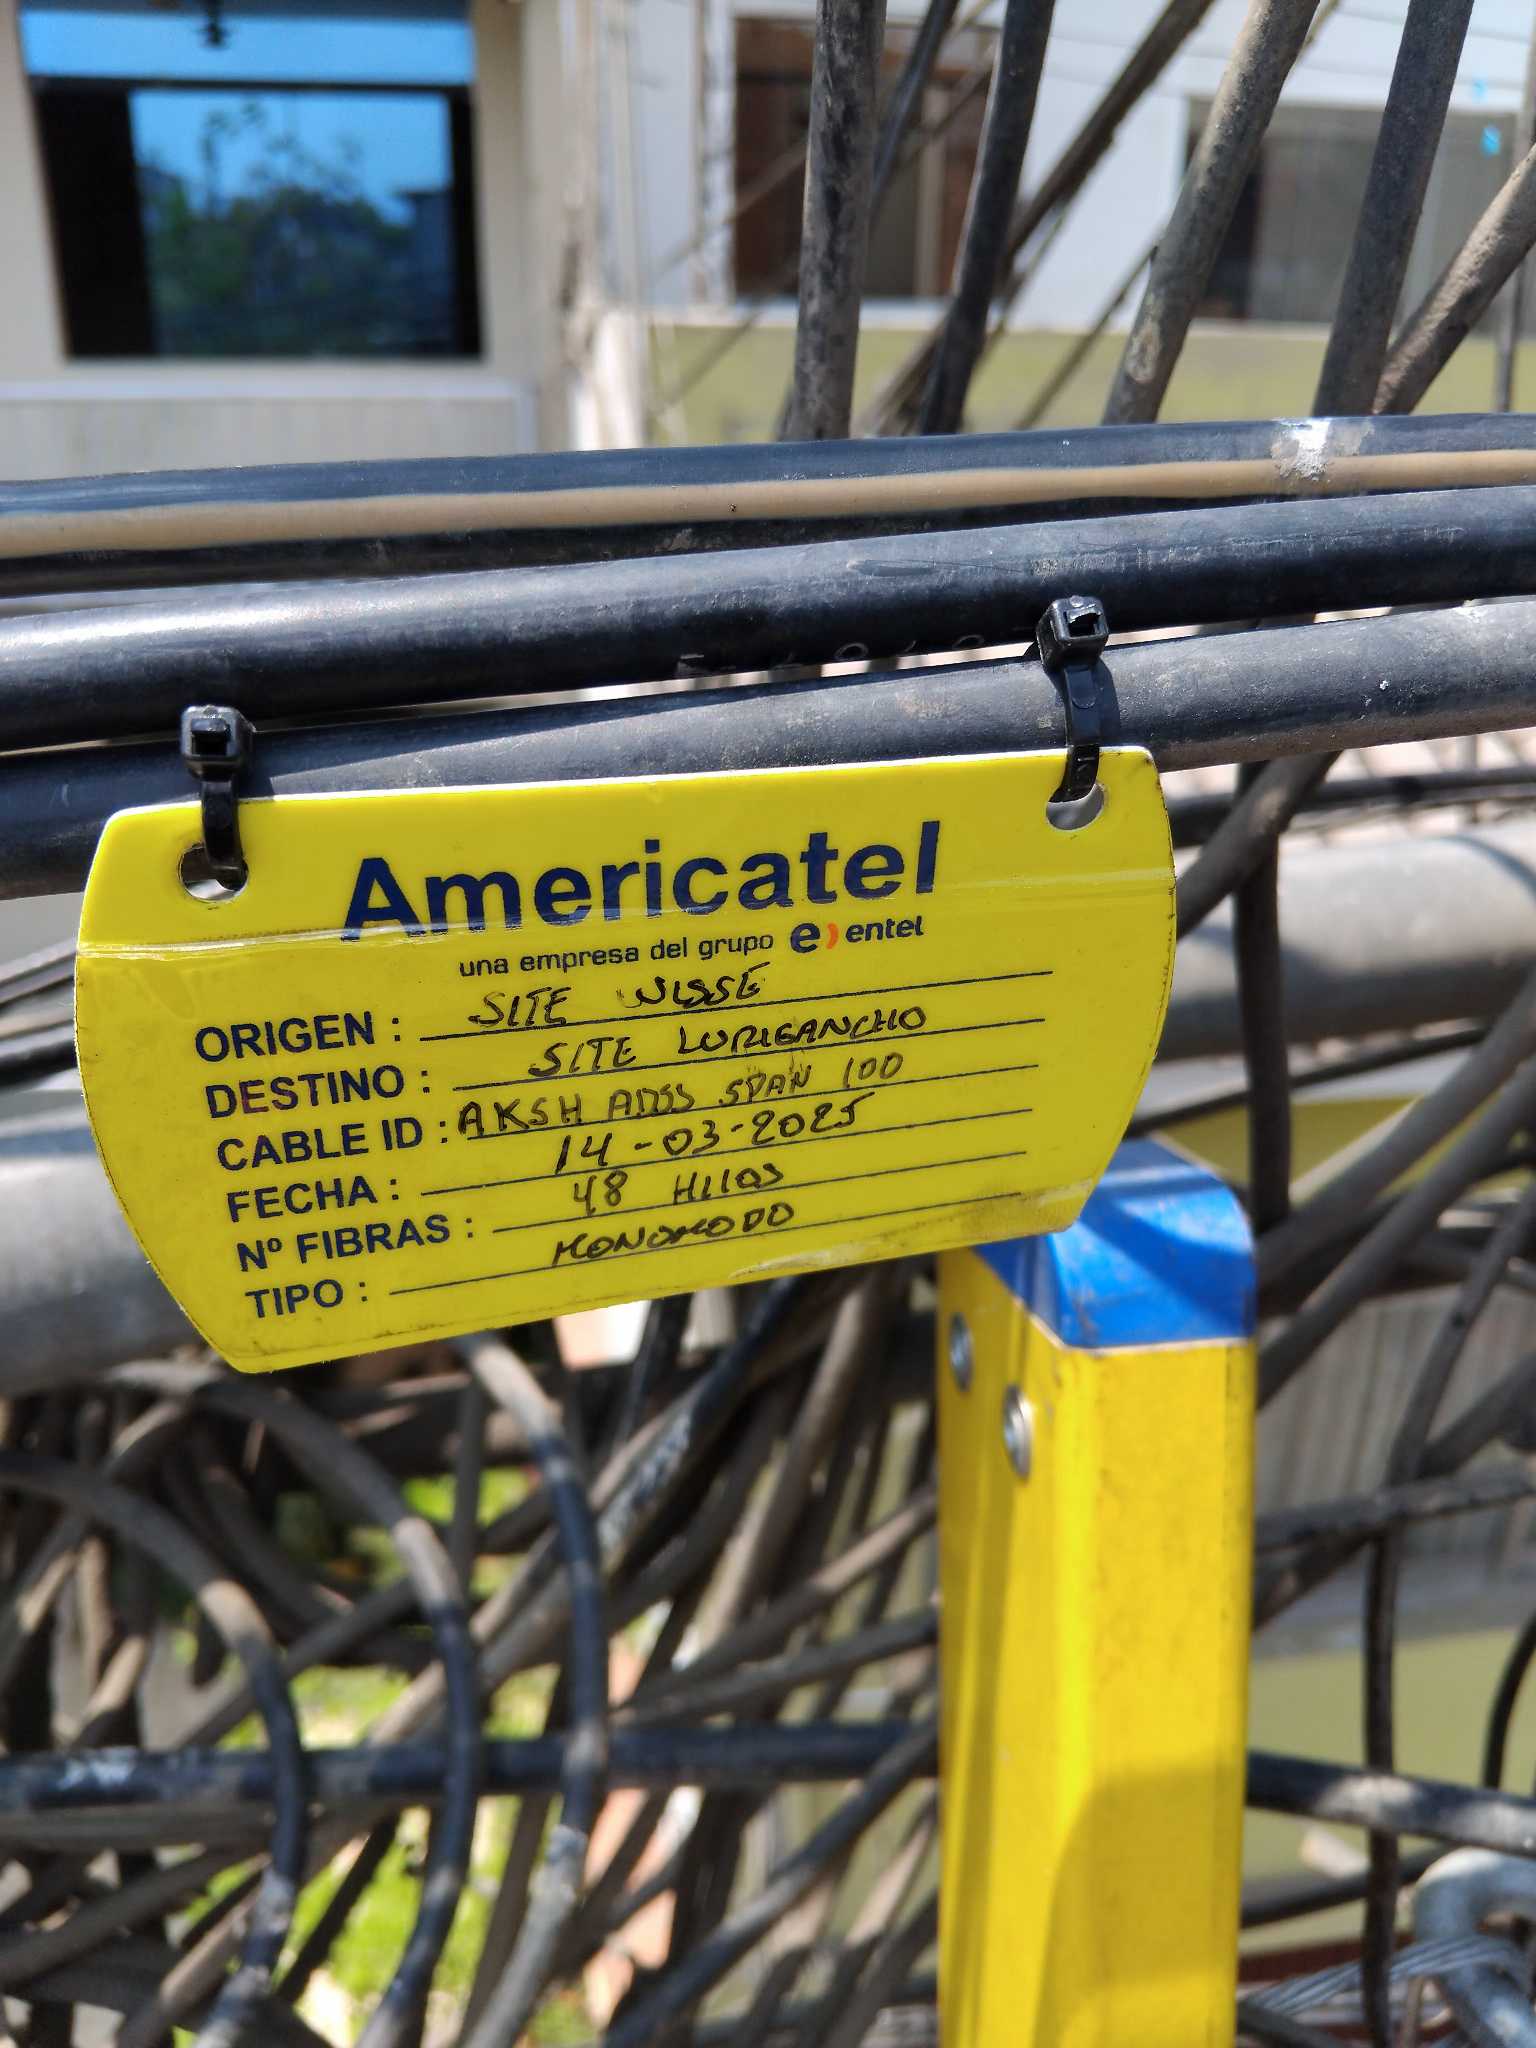 Americatel
una empresa del grupo e) entel
ORIGEN : SITE WISSE
DESTINO : SITE LURIGANCHO
CABLE ID : AKSH ADSS SPAN 100
FECHA : 14-03-2025
Nº FIBRAS : 48 HILOS
TIPO : MONOMODO